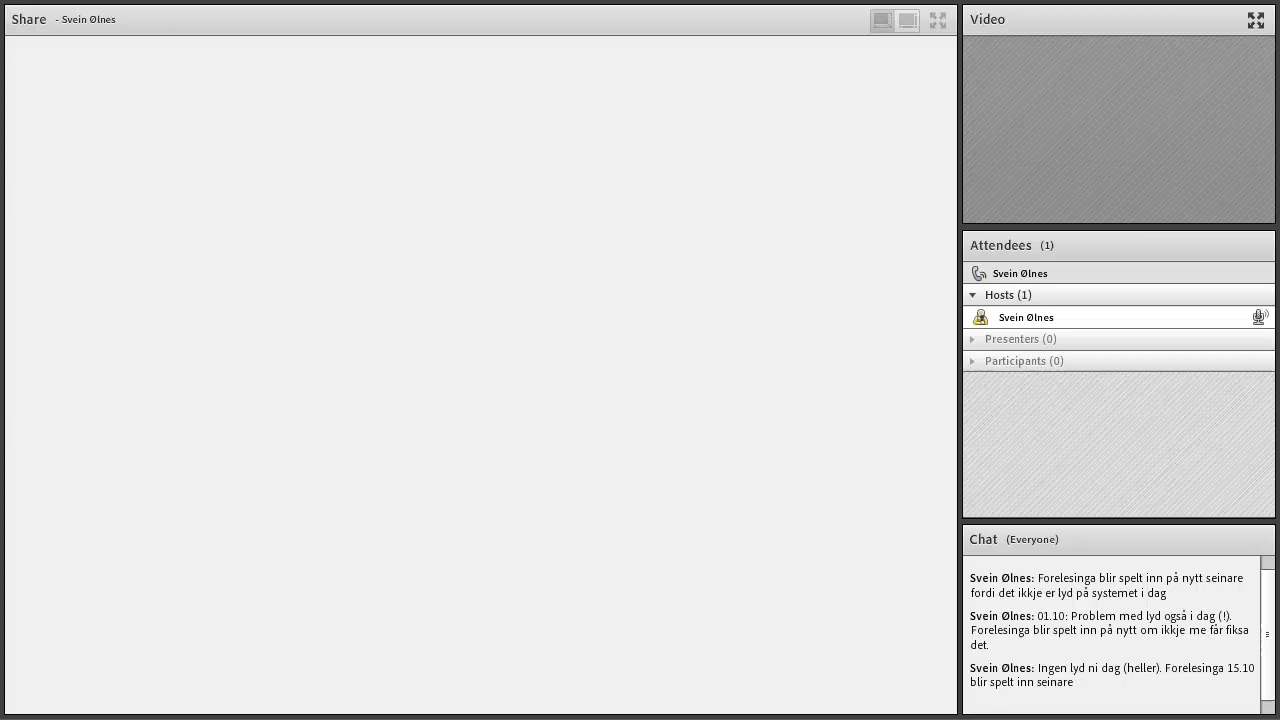 Share - Svein Ølnes
Video
Attendees (1)
Svein Ølnes
Hosts (1)
Svein Ølnes
Presenters (0)
Participants (0)
Chat (Everyone)
Svein Ølnes: Forelesinga blir spelt inn på nytt seinare
fordi det ikkje er lyd på systemet i dag
Svein Ølnes: 01.10: Problem med lyd også i dag (!).
Forelesinga blir spelt inn på nytt om ikkje me får fiksa
det.
Svein Ølnes: Ingen lyd ni dag (heller). Forelesinga 15.10
blir spelt inn seinare